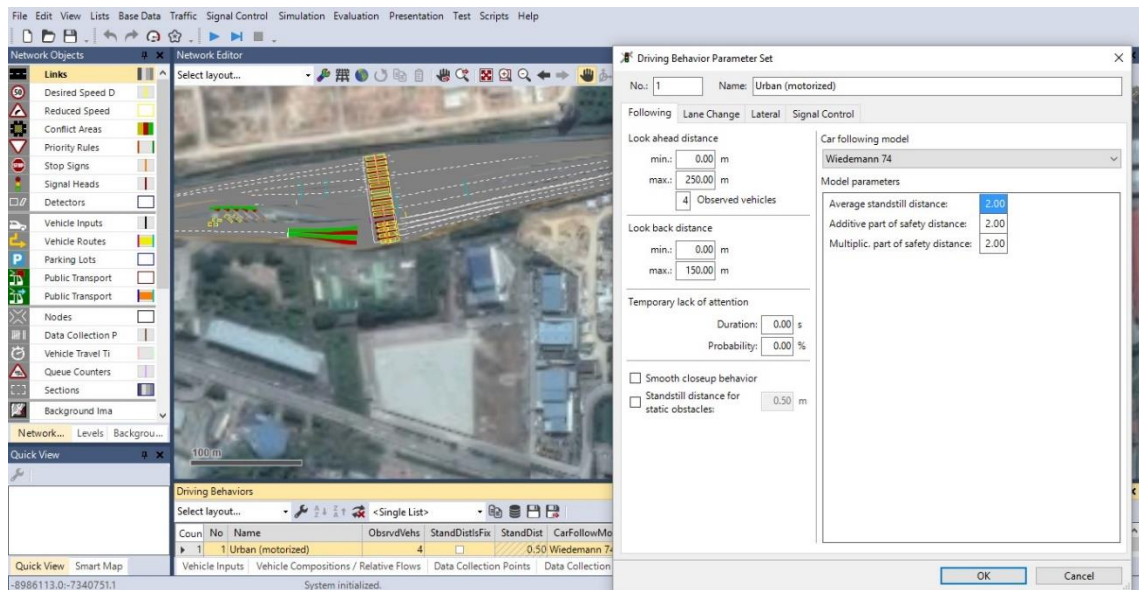 File Edit View Lists Base Data Traffic Signal Control Simulation Evaluation Presentation Test Scripts Help
Network Objects
Links
Desired Speed D
Reduced Speed
Conflict Areas
Priority Rules
Stop Signs
Signal Heads
Detectors
Vehicle Inputs
Vehicle Routes
Parking Lots
Public Transport
Public Transport
Nodes
Data Collection P
Vehicle Travel Ti
Queue Counters
Sections
Background Ima
Network... Levels Backgrou...
Quick View
Quick View Smart Map
Network Editor
Select layout...
100 m
Driving Behaviors
Select layout... <Single List>
Coun No Name ObsrvdVehs StandDistIsFix StandDist CarFollowMo
1 1 Urban (motorized) 4 0.50 Wiedemann 74
Vehicle Inputs Vehicle Compositions / Relative Flows Data Collection Points Data Collection
-8986113.0:-7340751.1 System initialized.
Driving Behavior Parameter Set
No.: 1 Name: Urban (motorized)
Following Lane Change Lateral Signal Control
Look ahead distance
min.: 0.00 m
max.: 250.00 m
4 Observed vehicles
Look back distance
min.: 0.00 m
max.: 150.00 m
Temporary lack of attention
Duration: 0.00 s
Probability: 0.00 %
Smooth closeup behavior
Standstill distance for
static obstacles: 0.50 m
Car following model
Wiedemann 74
Model parameters
Average standstill distance: 2.00
Additive part of safety distance: 2.00
Multiplic. part of safety distance: 2.00
OK Cancel